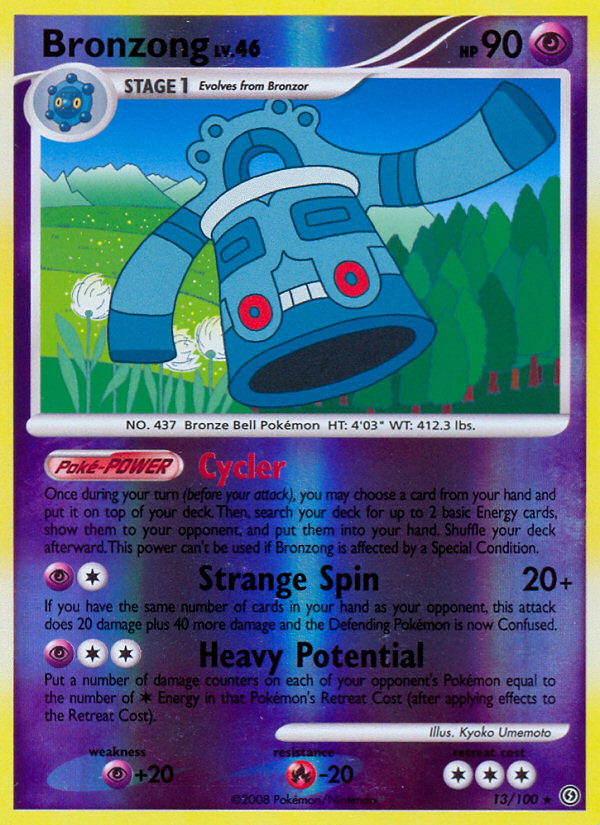 Bronzong LV.46 HP 90
STAGE 1 Evolves from Bronzor
NO. 437 Bronze Bell Pokémon HT: 4'03" WT: 412.3 lbs.
Poké-POWER Cycler
Once during your turn (before your attack), you may choose a card from your hand and
put it on top of your deck. Then, search your deck for up to 2 basic Energy cards,
show them to your opponent, and put them into your hand. Shuffle your deck
afterward. This power can't be used if Bronzong is affected by a Special Condition.
Strange Spin 20+
If you have the same number of cards in your hand as your opponent, this attack
does 20 damage plus 40 more damage and the Defending Pokémon is now Confused.
Heavy Potential
Put a number of damage counters on each of your opponent's Pokémon equal to
the number of Energy in that Pokémon's Retreat Cost (after applying effects to
the Retreat Cost).
Illus. Kyoko Umemoto
weakness resistance retreat cost
+20 -20
©2008 Pokémon/Nintendo 13/100 ★ S